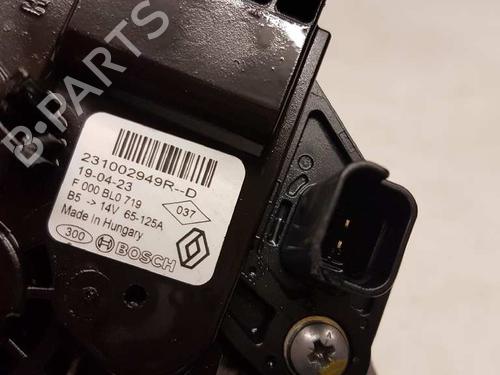 B-PARTS
231002949R--D
19-04-23
F 000 BL0 719
B5 -> 14V 65-125A
037
Made in Hungary
300 BOSCH